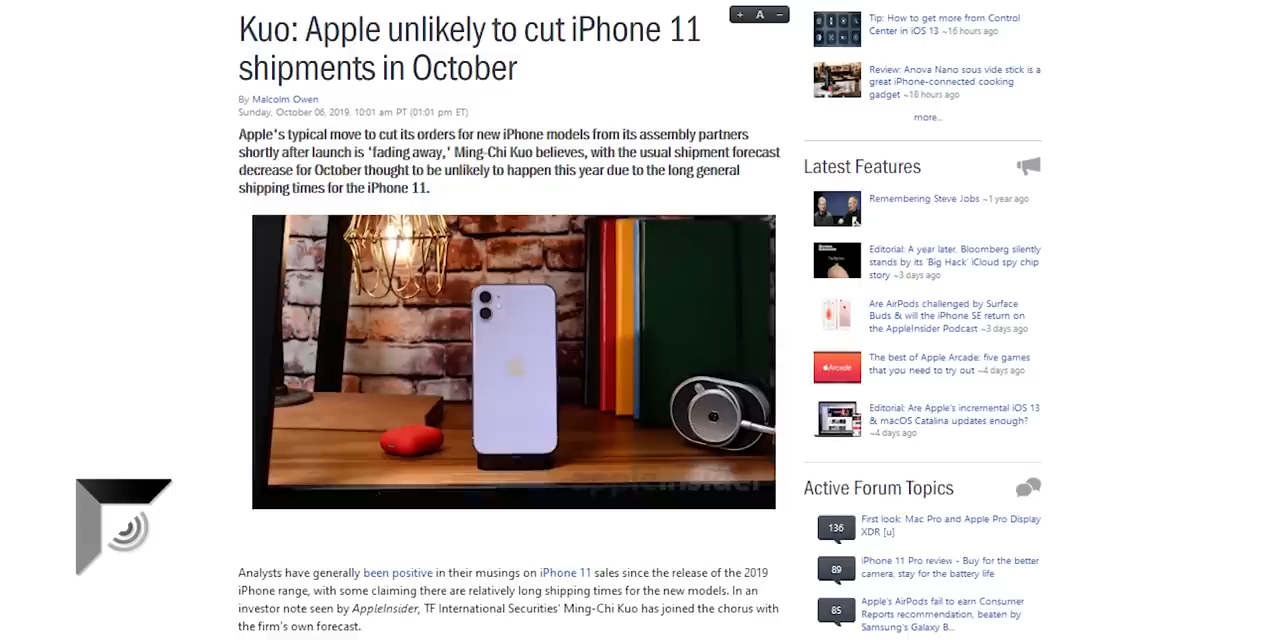 Kuo: Apple unlikely to cut iPhone 11
shipments in October
+ A −
By Malcolm Owen
Sunday, October 06, 2019, 10:01 am PT (01:01 pm ET)
Apple's typical move to cut its orders for new iPhone models from its assembly partners
shortly after launch is 'fading away,' Ming-Chi Kuo believes, with the usual shipment forecast
decrease for October thought to be unlikely to happen this year due to the long general
shipping times for the iPhone 11.
appleinsider
Analysts have generally been positive in their musings on iPhone 11 sales since the release of the 2019
iPhone range, with some claiming there are relatively long shipping times for the new models. In an
investor note seen by AppleInsider, TF International Securities' Ming-Chi Kuo has joined the chorus with
the firm's own forecast.
Tip: How to get more from Control
Center in iOS 13 ~16 hours ago
Review: Anova Nano sous vide stick is a
great iPhone-connected cooking
gadget ~18 hours ago
more...
Latest Features
Remembering Steve Jobs ~1 year ago
Editorial: A year later, Bloomberg silently
stands by its 'Big Hack' iCloud spy chip
story ~3 days ago
Are AirPods challenged by Surface
Buds & will the iPhone SE return on
the AppleInsider Podcast ~3 days ago
Arcade
The best of Apple Arcade: five games
that you need to try out ~4 days ago
Editorial: Are Apple's incremental iOS 13
& macOS Catalina updates enough?
~4 days ago
Active Forum Topics
136
First look: Mac Pro and Apple Pro Display
XDR [u]
89
iPhone 11 Pro review - Buy for the better
camera, stay for the battery life
85
Apple's AirPods fail to earn Consumer
Reports recommendation, beaten by
Samsung's Galaxy B...